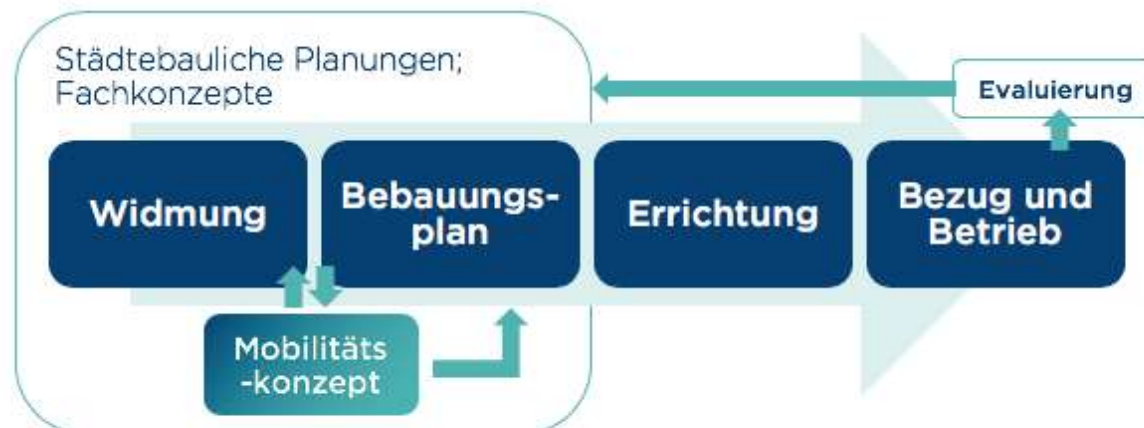 Städtebauliche Planungen;
Fachkonzepte
Evaluierung
Widmung
Bebauungs-
plan
Errichtung
Bezug und
Betrieb
Mobilitäts
-konzept